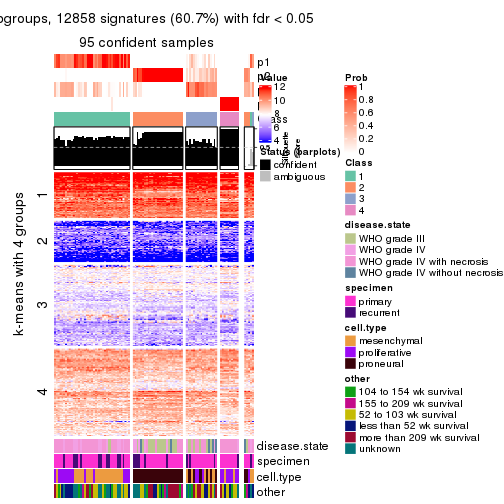 ogroups, 12858 signatures (60.7%) with fdr < 0.05
95 confident samples
p1
Value
12
10
8
6
4
Status (barplots)
confident
ambiguous
Prob
1
0.8
0.6
0.4
0.2
0
Class
1
2
3
4
disease.state
WHO grade III
WHO grade IV
WHO grade IV with necrosis
WHO grade IV without necrosis
specimen
primary
recurrent
cell.type
mesenchymal
proliferative
proneural
other
104 to 154 wk survival
155 to 209 wk survival
52 to 103 wk survival
less than 52 wk survival
more than 209 wk survival
unknown
k-means with 4 groups
1
2
3
4
disease.state
specimen
cell.type
other